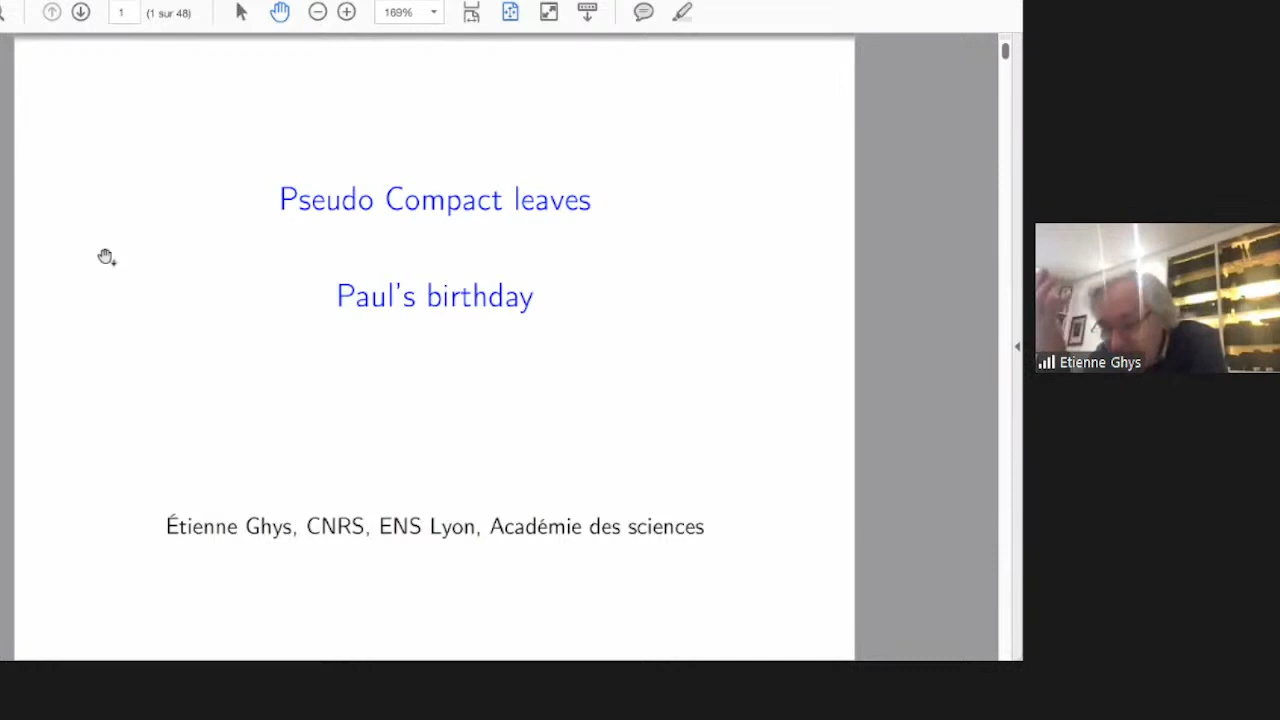 1 (1 sur 48) 169%
Pseudo Compact leaves
Paul's birthday
Étienne Ghys, CNRS, ENS Lyon, Académie des sciences
Etienne Ghys